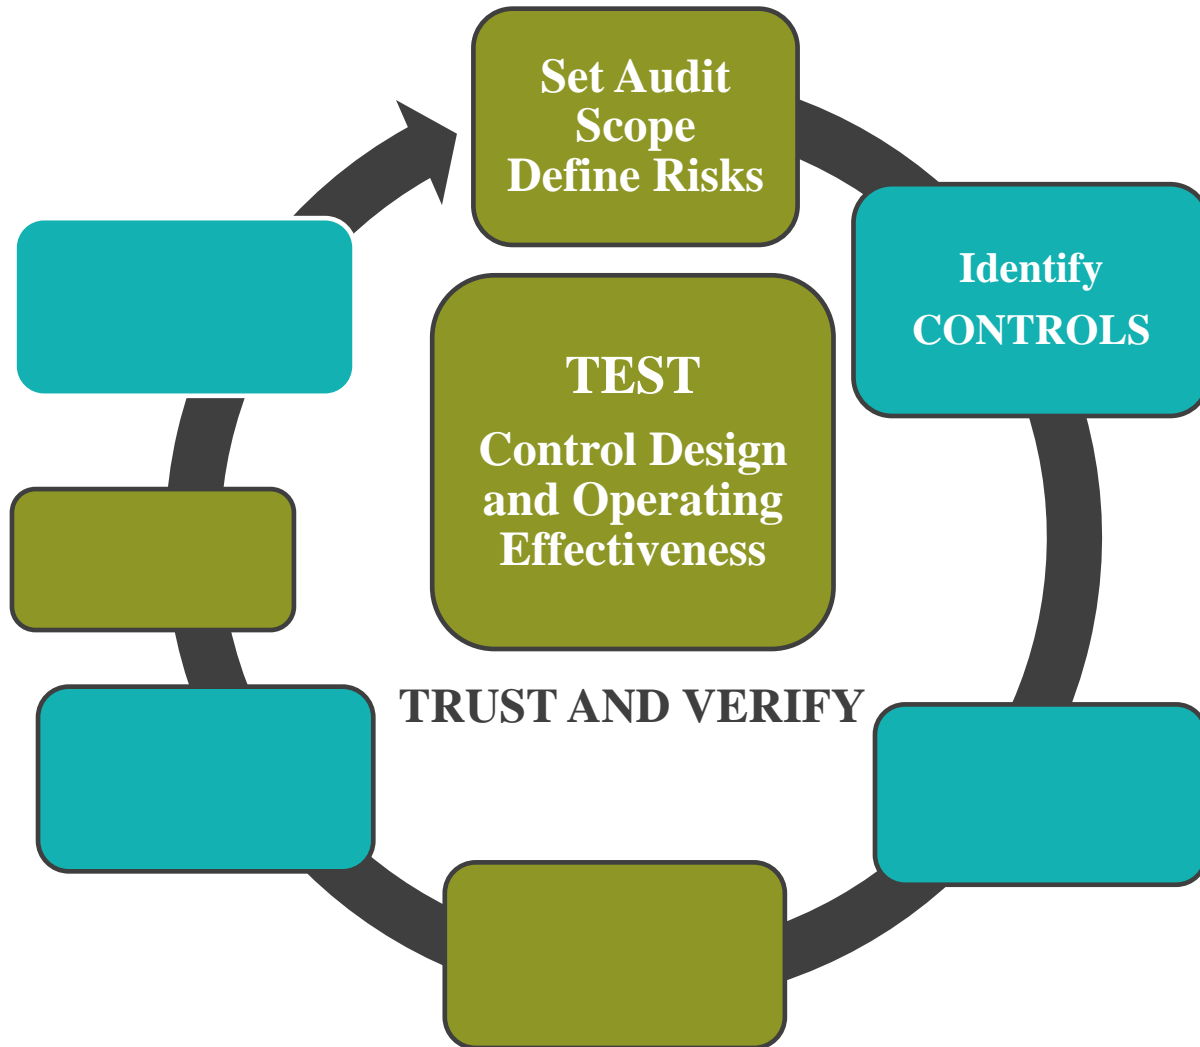 Set Audit
Scope
Define Risks
Identify
CONTROLS
TEST
Control Design
and Operating
Effectiveness
TRUST AND VERIFY